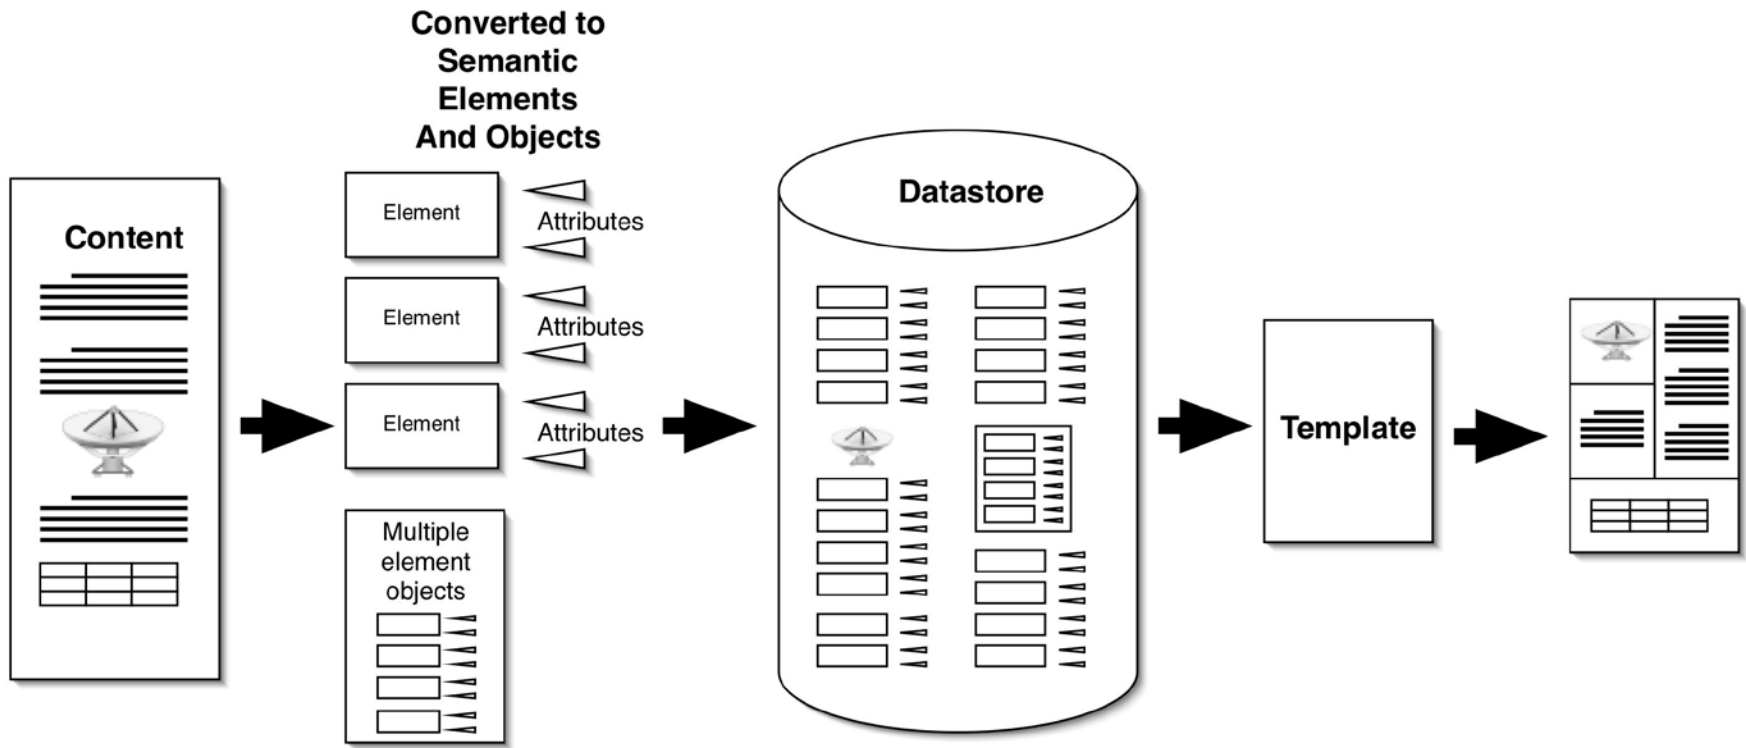 Converted to
Semantic
Elements
And Objects
Content
Element
Attributes
Element
Attributes
Element
Attributes
Multiple
element
objects
Datastore
Template